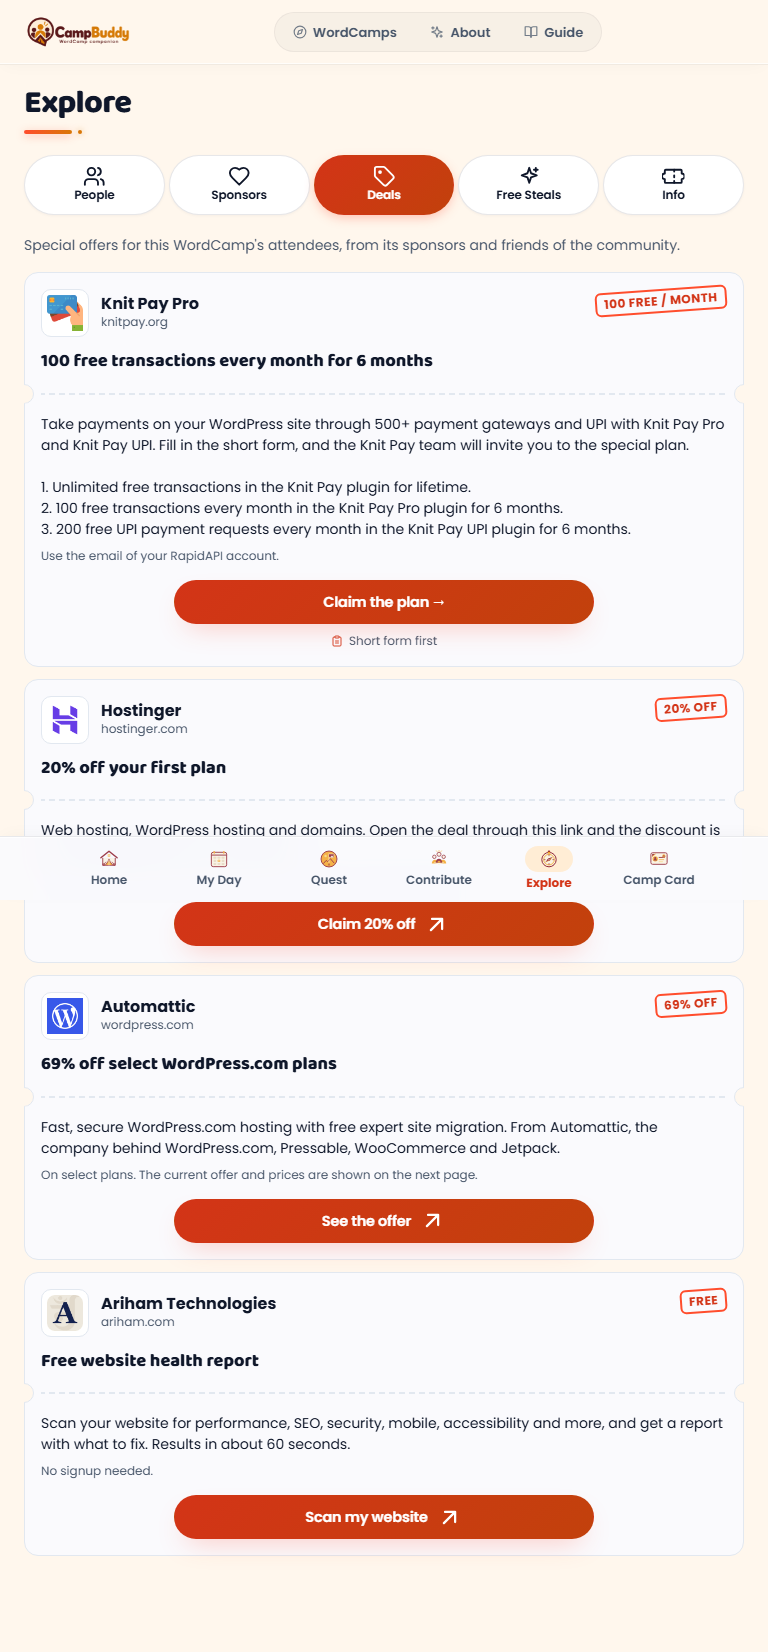 CampBuddy
WordCamp companion
WordCamps
About
Guide
Explore
People
Sponsors
Deals
Free Steals
Info
Special offers for this WordCamp's attendees, from its sponsors and friends of the community.
Knit Pay Pro
knitpay.org
100 FREE / MONTH
100 free transactions every month for 6 months
Take payments on your WordPress site through 500+ payment gateways and UPI with Knit Pay Pro
and Knit Pay UPI. Fill in the short form, and the Knit Pay team will invite you to the special plan.
1. Unlimited free transactions in the Knit Pay plugin for lifetime.
2. 100 free transactions every month in the Knit Pay Pro plugin for 6 months.
3. 200 free UPI payment requests every month in the Knit Pay UPI plugin for 6 months.
Use the email of your RapidAPI account.
Claim the plan →
Short form first
Hostinger
hostinger.com
20% OFF
20% off your first plan
Web hosting, WordPress hosting and domains. Open the deal through this link and the discount is
Home
My Day
Quest
Contribute
Explore
Camp Card
Claim 20% off
Automattic
wordpress.com
69% OFF
69% off select WordPress.com plans
Fast, secure WordPress.com hosting with free expert site migration. From Automattic, the
company behind WordPress.com, Pressable, WooCommerce and Jetpack.
On select plans. The current offer and prices are shown on the next page.
See the offer
A
Ariham Technologies
ariham.com
FREE
Free website health report
Scan your website for performance, SEO, security, mobile, accessibility and more, and get a report
with what to fix. Results in about 60 seconds.
No signup needed.
Scan my website